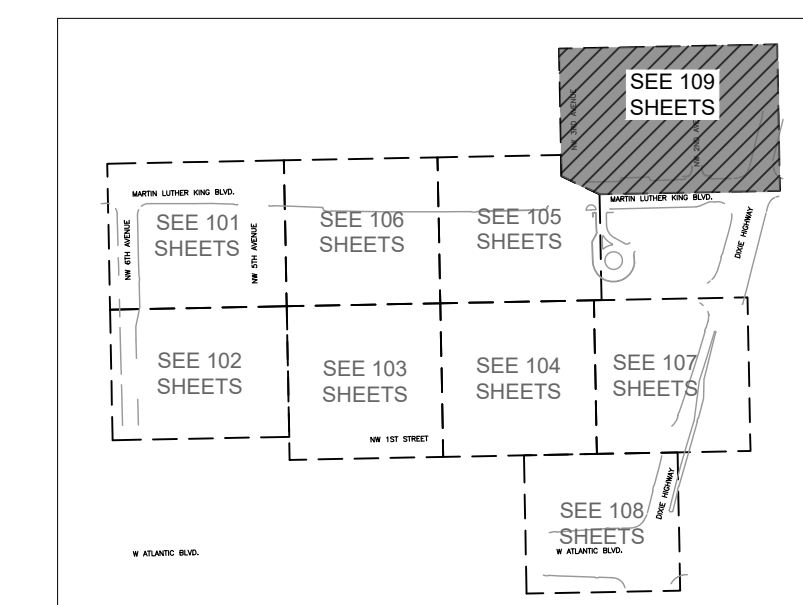 SEE 109
SHEETS
NW 3RD AVENUE
NW 2ND AVE
MARTIN LUTHER KING BLVD.
MARTIN LUTHER KING BLVD.
SEE 101
SHEETS
NW 6TH AVENUE
NW 5TH AVENUE
SEE 106
SHEETS
SEE 105
SHEETS
DIXIE HIGHWAY
SEE 102
SHEETS
SEE 103
SHEETS
SEE 104
SHEETS
SEE 107
SHEETS
NW 1ST STREET
SEE 108
SHEETS
DIXIE HIGHWAY
W ATLANTIC BLVD.
W ATLANTIC BLVD.